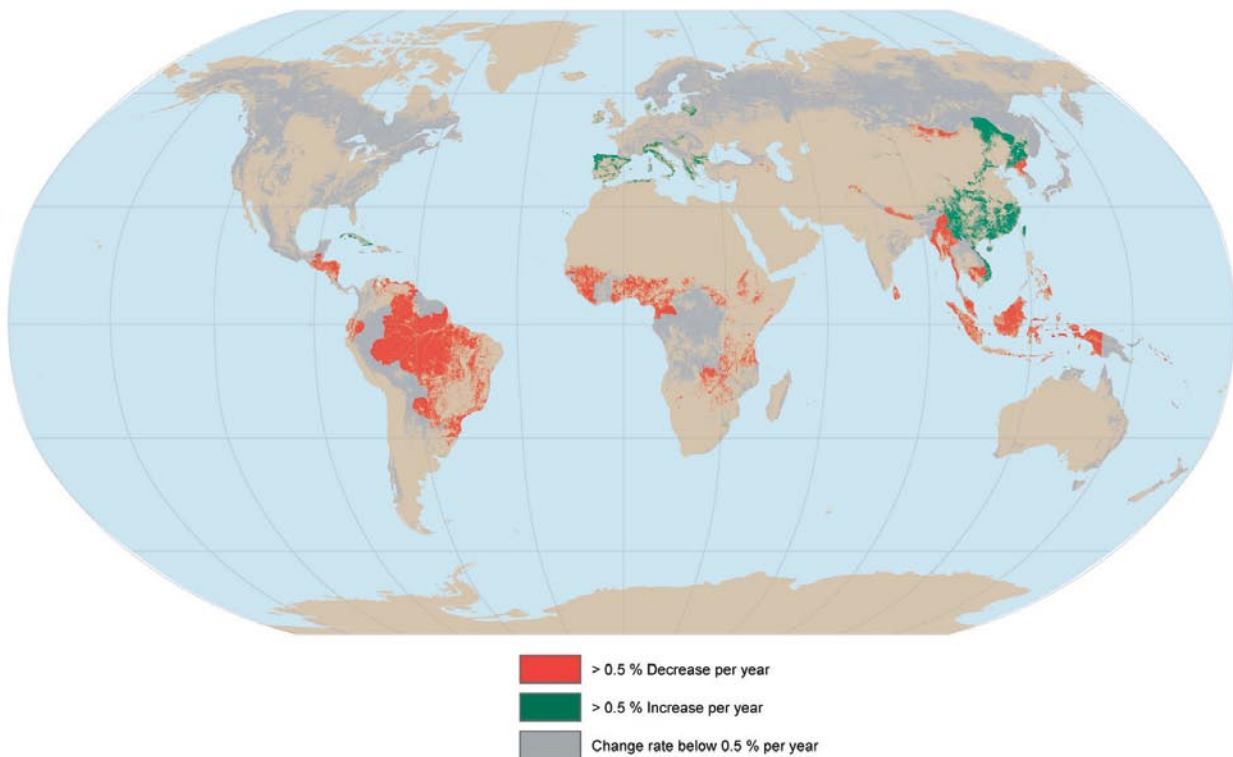 > 0.5 % Decrease per year
> 0.5 % Increase per year
Change rate below 0.5 % per year